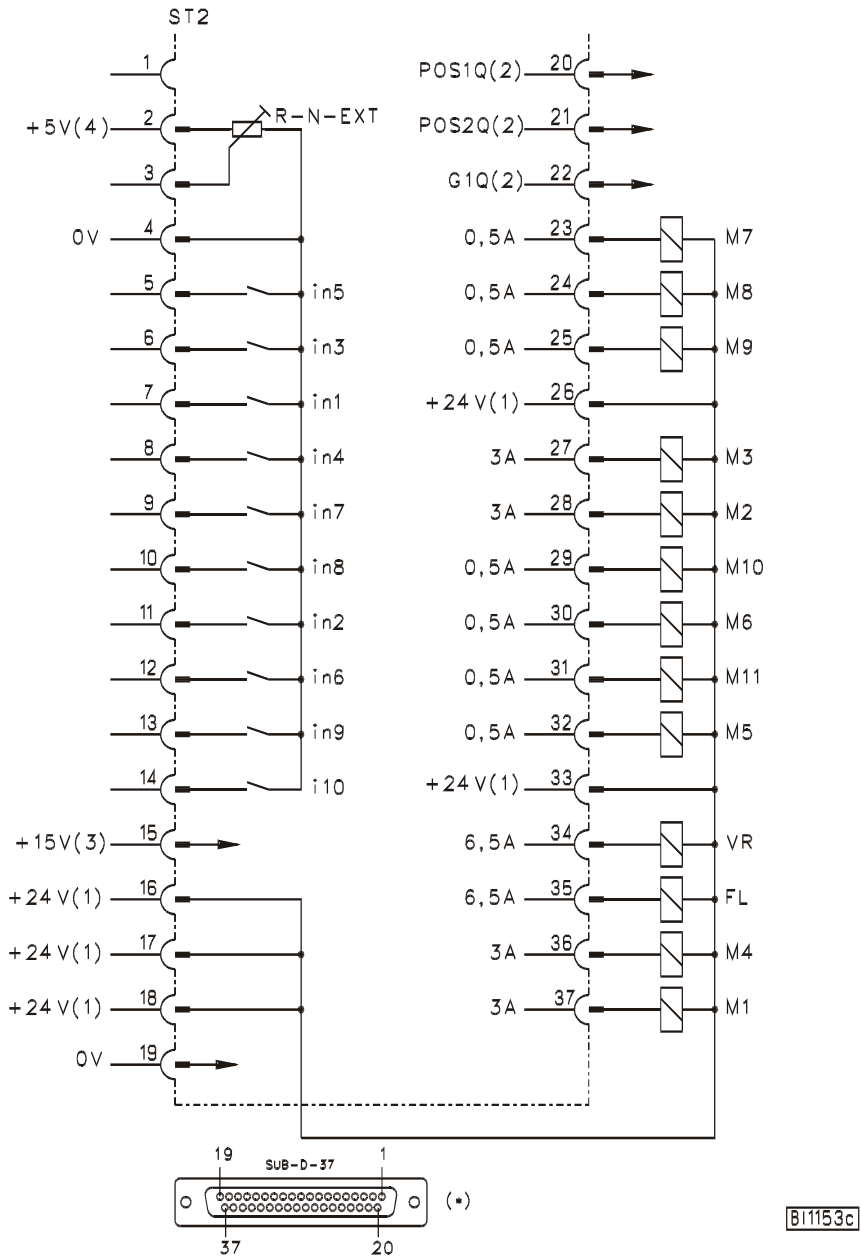 ST2
1
+5V(4) 2 R-N-EXT
3
0V 4
5 in5
6 in3
7 in1
8 in4
9 in7
10 in8
11 in2
12 in6
13 in9
14 i10
+15V(3) 15
+24V(1) 16
+24V(1) 17
+24V(1) 18
0V 19
POS1Q(2) 20
POS2Q(2) 21
G1Q(2) 22
0,5A 23 M7
0,5A 24 M8
0,5A 25 M9
+24V(1) 26
3A 27 M3
3A 28 M2
0,5A 29 M10
0,5A 30 M6
0,5A 31 M11
0,5A 32 M5
+24V(1) 33
6,5A 34 VR
6,5A 35 FL
3A 36 M4
3A 37 M1
19 SUB-D-37 1
(*)
37 20
BI1153c